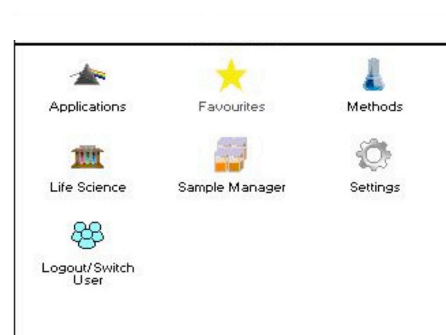 Applications
Favourites
Methods
Life Science
Sample Manager
Settings
Logout/Switch
User